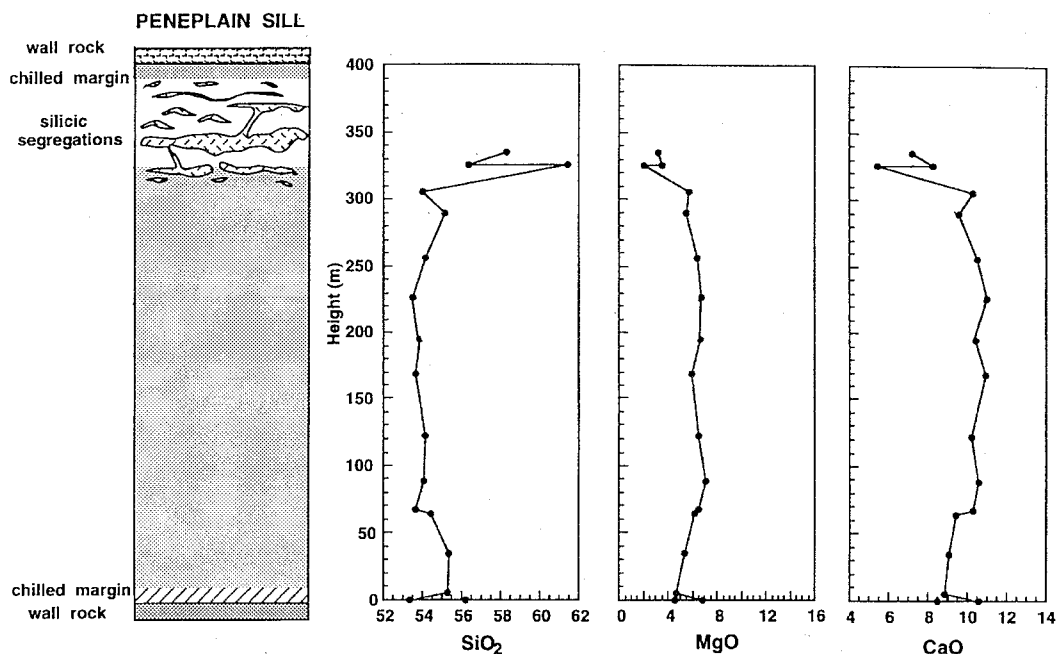 PENEPLAIN SILL
wall rock
chilled margin
silicic
segregations
chilled margin
wall rock
Height (m)
400
350
300
250
200
150
100
50
0
52 54 56 58 60 62
SiO2
0 4 8 12 16
MgO
4 6 8 10 12 14
CaO